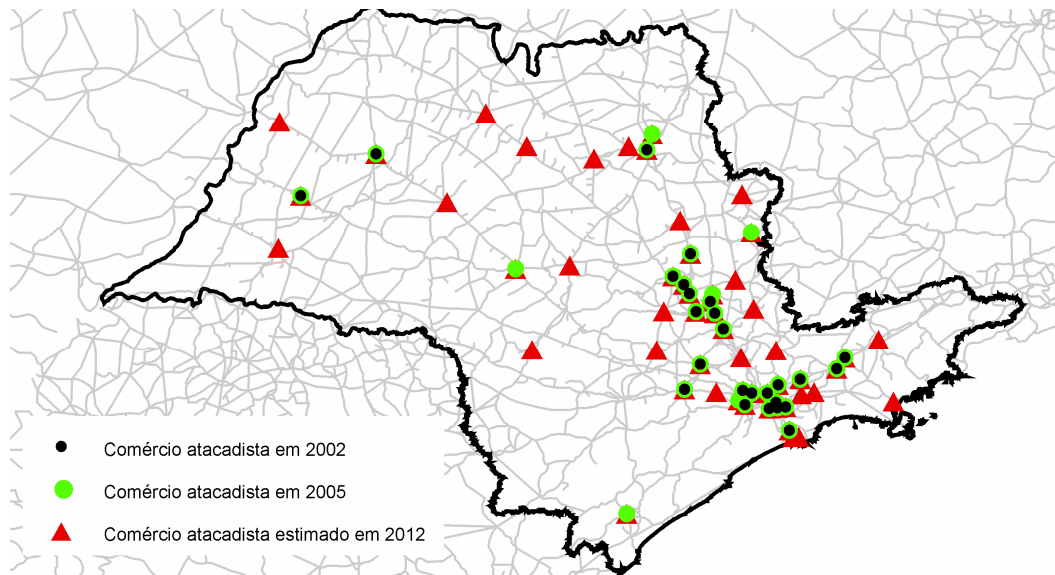 Comércio atacadista em 2002
Comércio atacadista em 2005
Comércio atacadista estimado em 2012